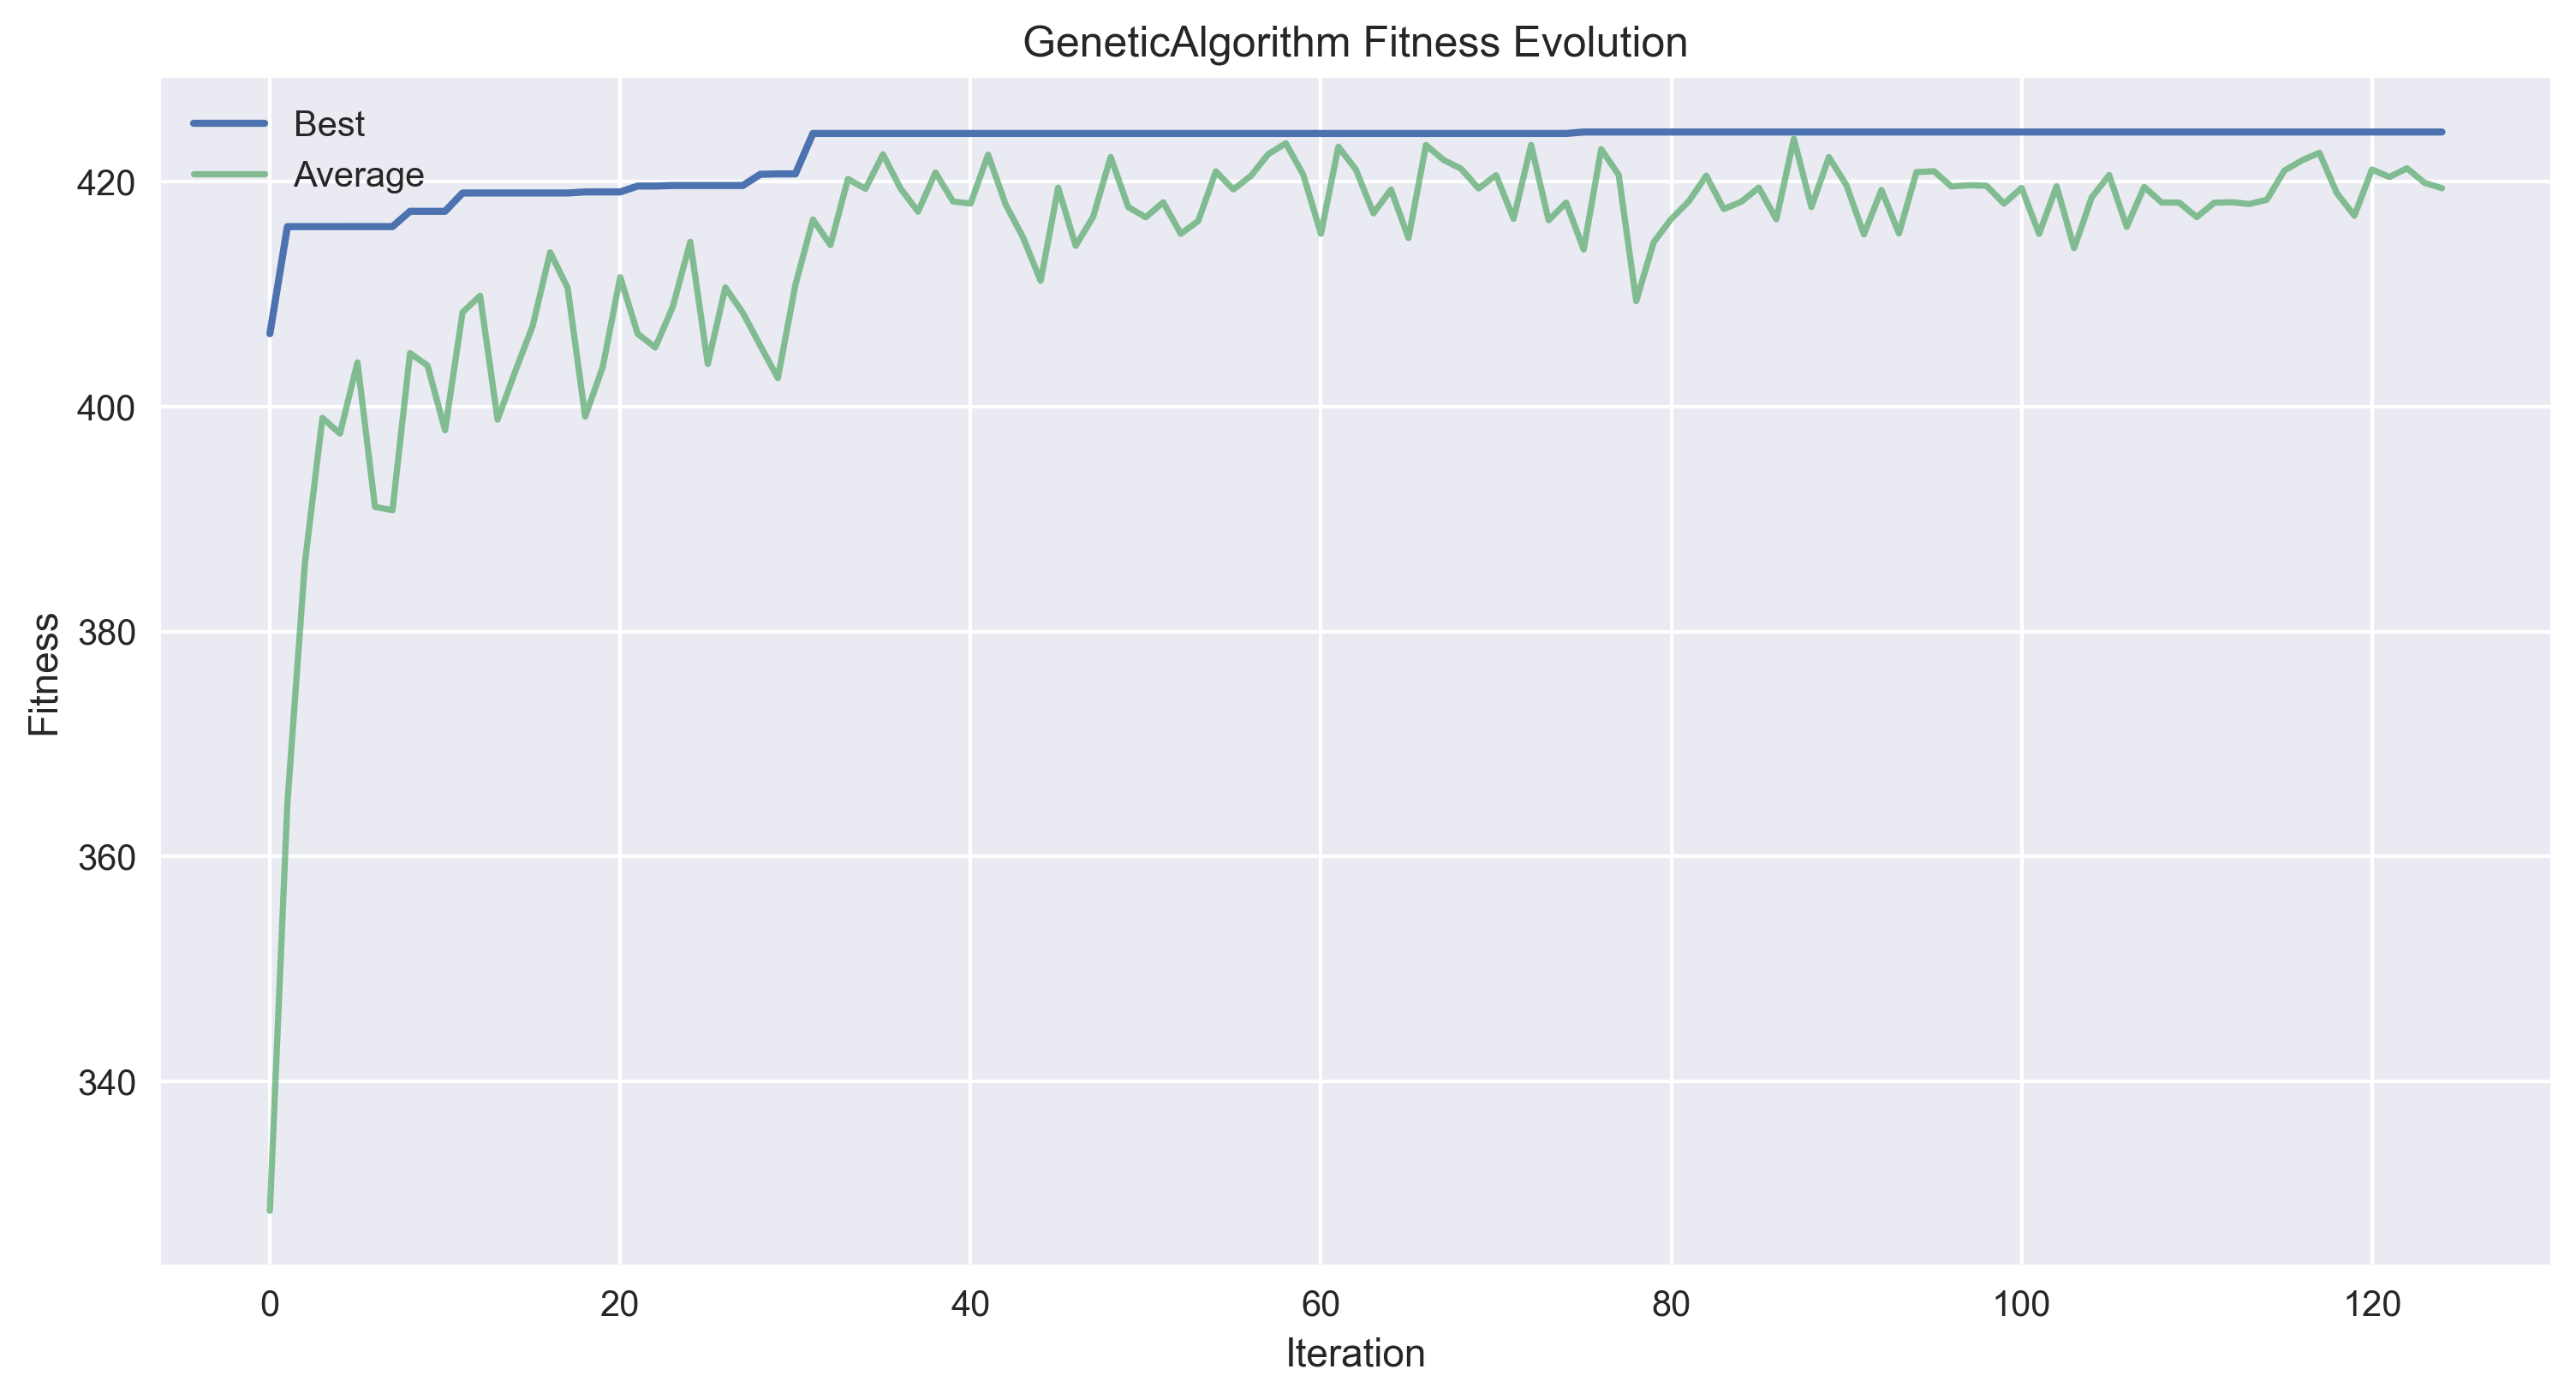 GeneticAlgorithm Fitness Evolution
Best
Average
Fitness
420
400
380
360
340
0 20 40 60 80 100 120
Iteration